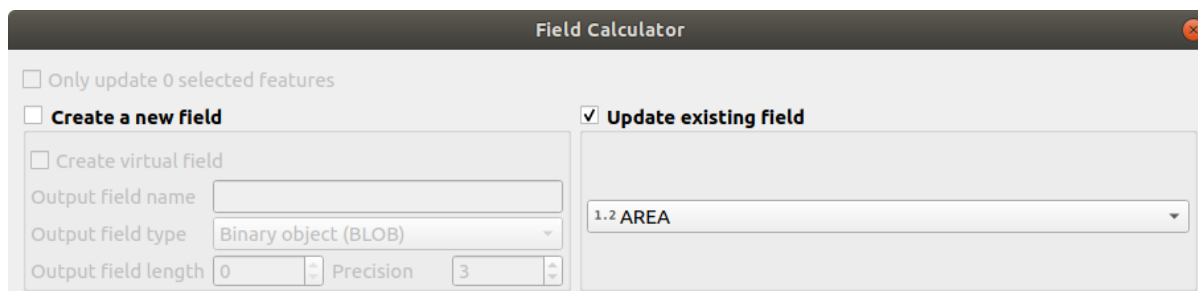 Field Calculator
Only update 0 selected features
Create a new field
Update existing field
Create virtual field
Output field name
1.2 AREA
Output field type Binary object (BLOB)
Output field length 0 Precision 3